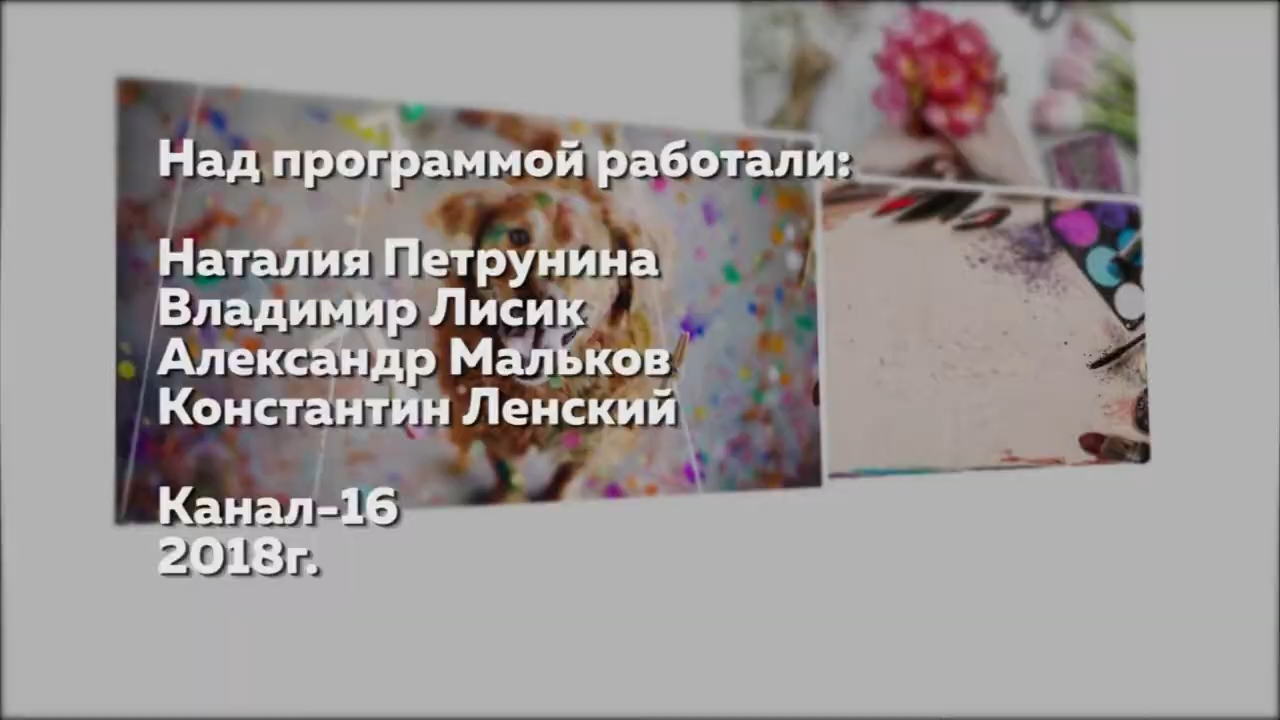 Над программой работали:
Наталия Петрунина
Владимир Лисик
Александр Мальков
Константин Ленский
Канал-16
2018г.